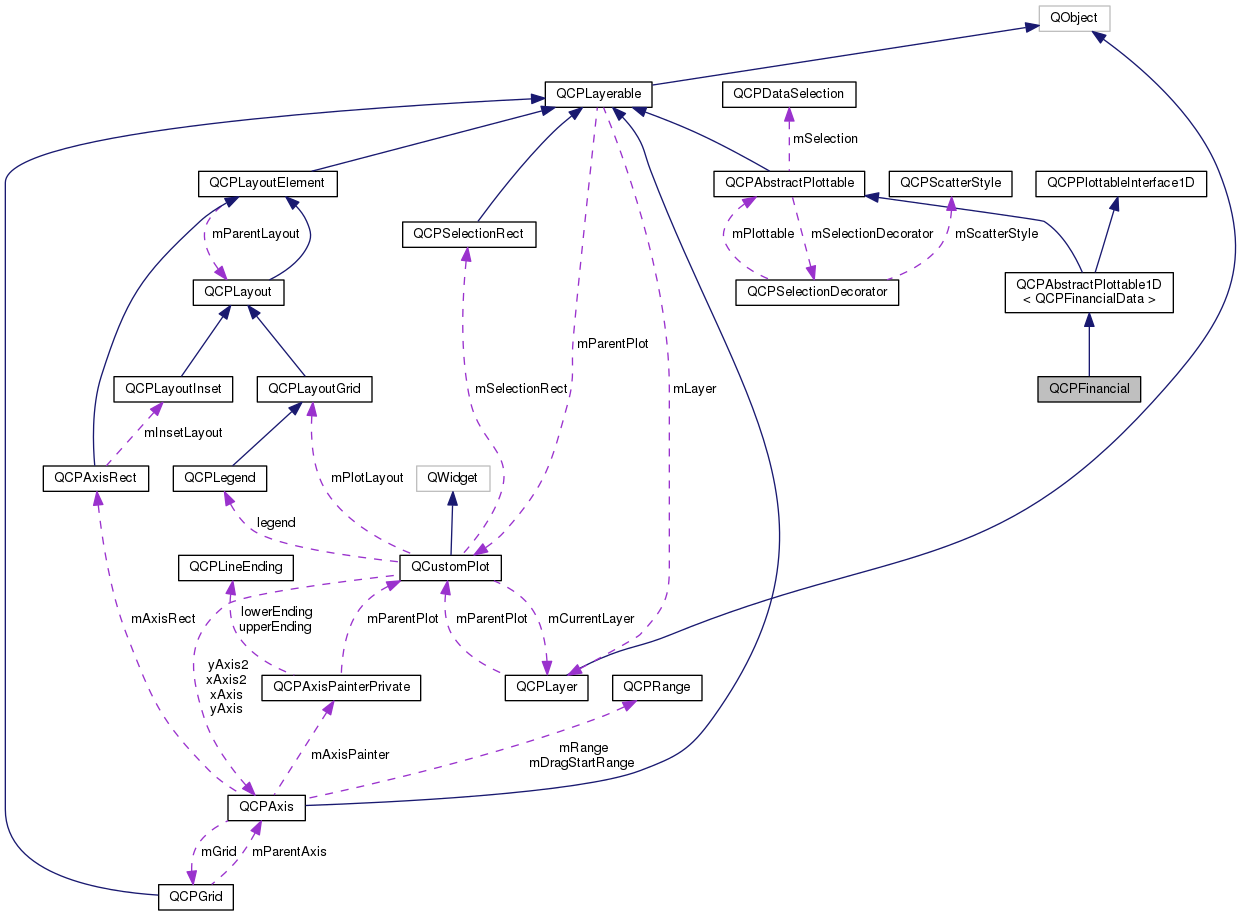 QObject
QCPLayerable
QCPDataSelection
mSelection
QCPLayoutElement
QCPAbstractPlottable
QCPScatterStyle
QCPPlottableInterface1D
mParentLayout
QCPSelectionRect
mPlottable
mSelectionDecorator
mScatterStyle
QCPLayout
QCPSelectionDecorator
QCPAbstractPlottable1D
< QCPFinancialData >
mParentPlot
QCPLayoutInset
QCPLayoutGrid
mSelectionRect
mLayer
QCPFinancial
mInsetLayout
QCPAxisRect
QCPLegend
mPlotLayout
QWidget
legend
QCPLineEnding
QCustomPlot
mAxisRect
lowerEnding
upperEnding
mParentPlot
mParentPlot
mCurrentLayer
yAxis2
xAxis2
xAxis
yAxis
QCPAxisPainterPrivate
QCPLayer
QCPRange
mAxisPainter
mRange
mDragStartRange
QCPAxis
mGrid
mParentAxis
QCPGrid